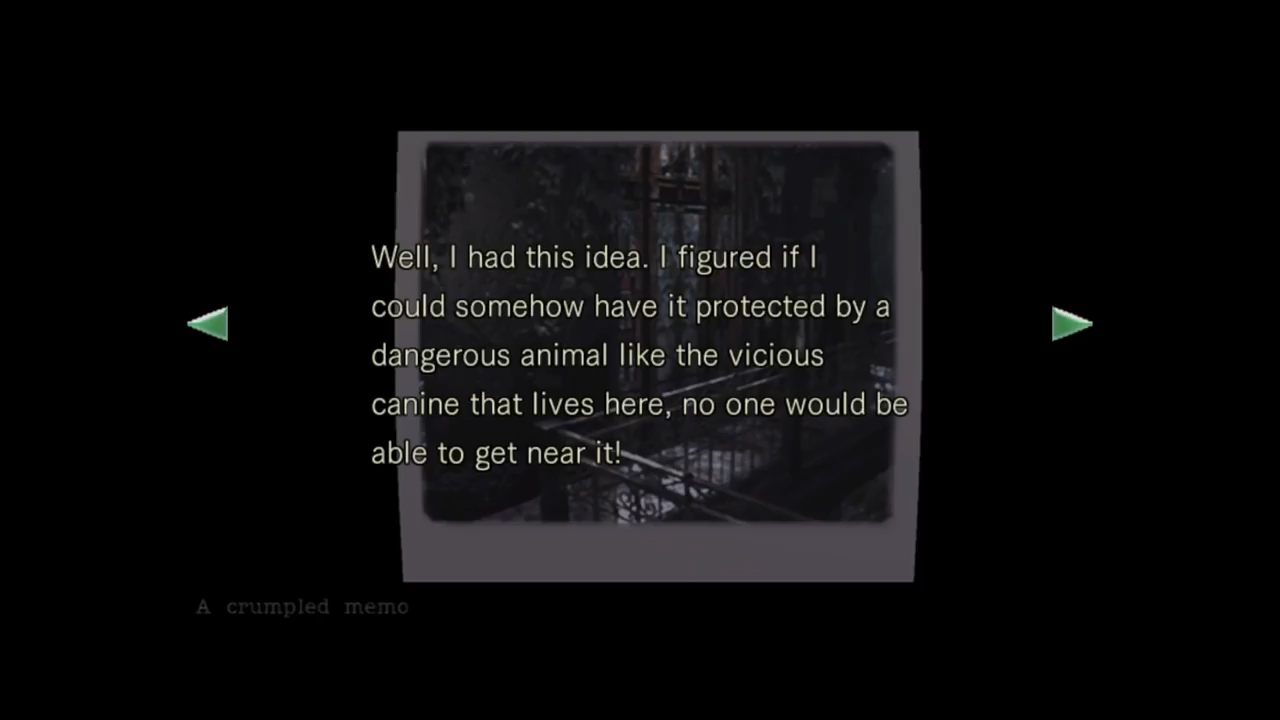 Well, I had this idea. I figured if I
could somehow have it protected by a
dangerous animal like the vicious
canine that lives here, no one would be
able to get near it!
A crumpled memo